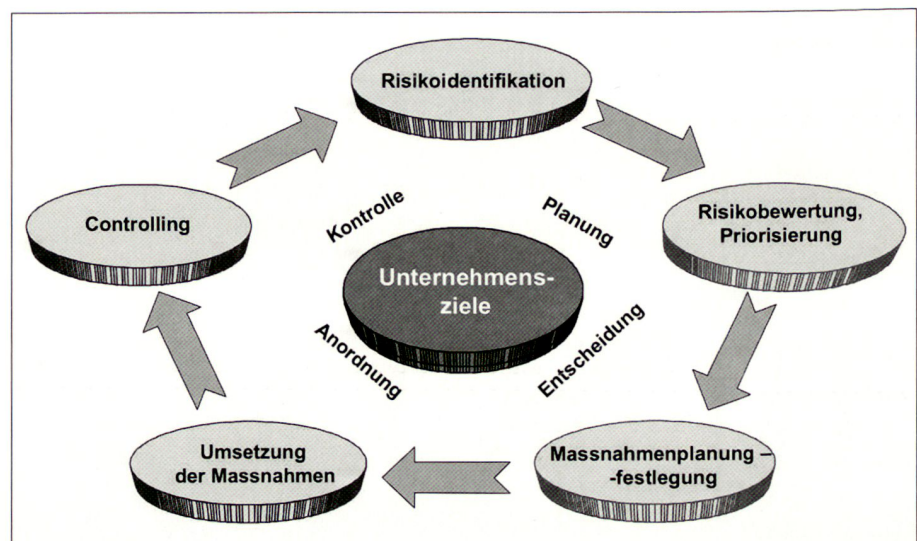 Risikoidentifikation
Controlling
Kontrolle
Planung
Risikobewertung,
Priorisierung
Unternehmens-
ziele
Anordnung
Entscheidung
Umsetzung
der Massnahmen
Massnahmenplanung –
-festlegung